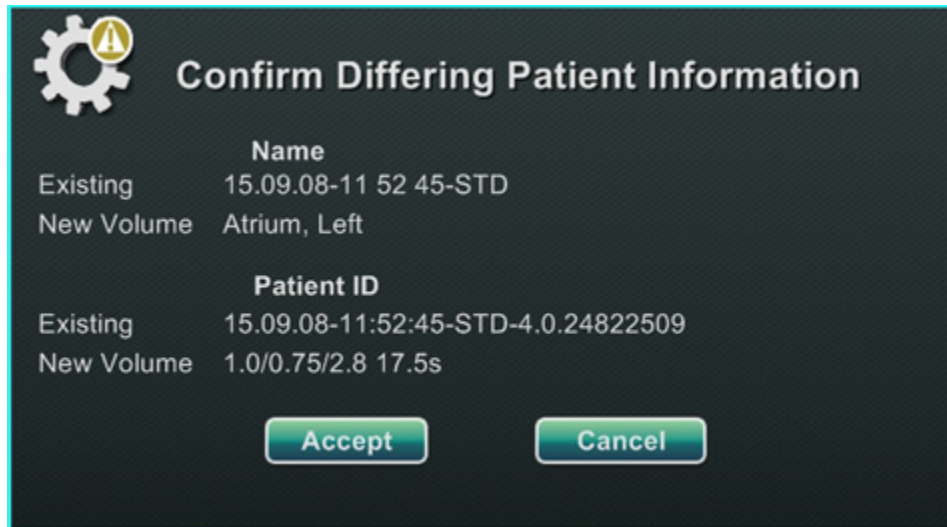 Confirm Differing Patient Information
Name
Existing 15.09.08-11 52 45-STD
New Volume Atrium, Left
Patient ID
Existing 15.09.08-11:52:45-STD-4.0.24822509
New Volume 1.0/0.75/2.8 17.5s
Accept Cancel